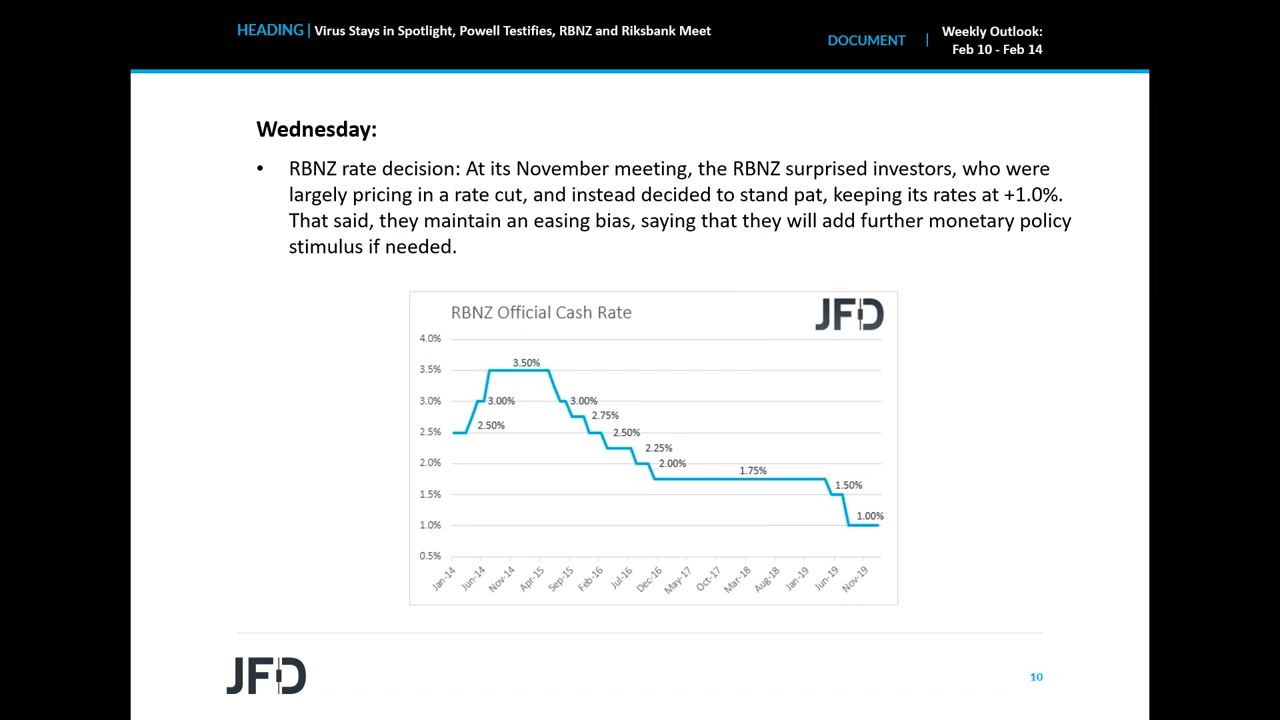 HEADING | Virus Stays in Spotlight, Powell Testifies, RBNZ and Riksbank Meet
DOCUMENT | Weekly Outlook:
Feb 10 - Feb 14
Wednesday:
• RBNZ rate decision: At its November meeting, the RBNZ surprised investors, who were
largely pricing in a rate cut, and instead decided to stand pat, keeping its rates at +1.0%.
That said, they maintain an easing bias, saying that they will add further monetary policy
stimulus if needed.
RBNZ Official Cash Rate
JFD
4.0%
3.5%
3.0%
2.5%
2.0%
1.5%
1.0%
0.5%
3.50%
3.00%
2.50%
3.00%
2.75%
2.50%
2.25%
2.00%
1.75%
1.50%
1.00%
Jan-14
Jun-14
Nov-14
Apr-15
Sep-15
Feb-16
Jul-16
Dec-16
May-17
Oct-17
Mar-18
Aug-18
Jan-19
Jun-19
Nov-19
JFD
10